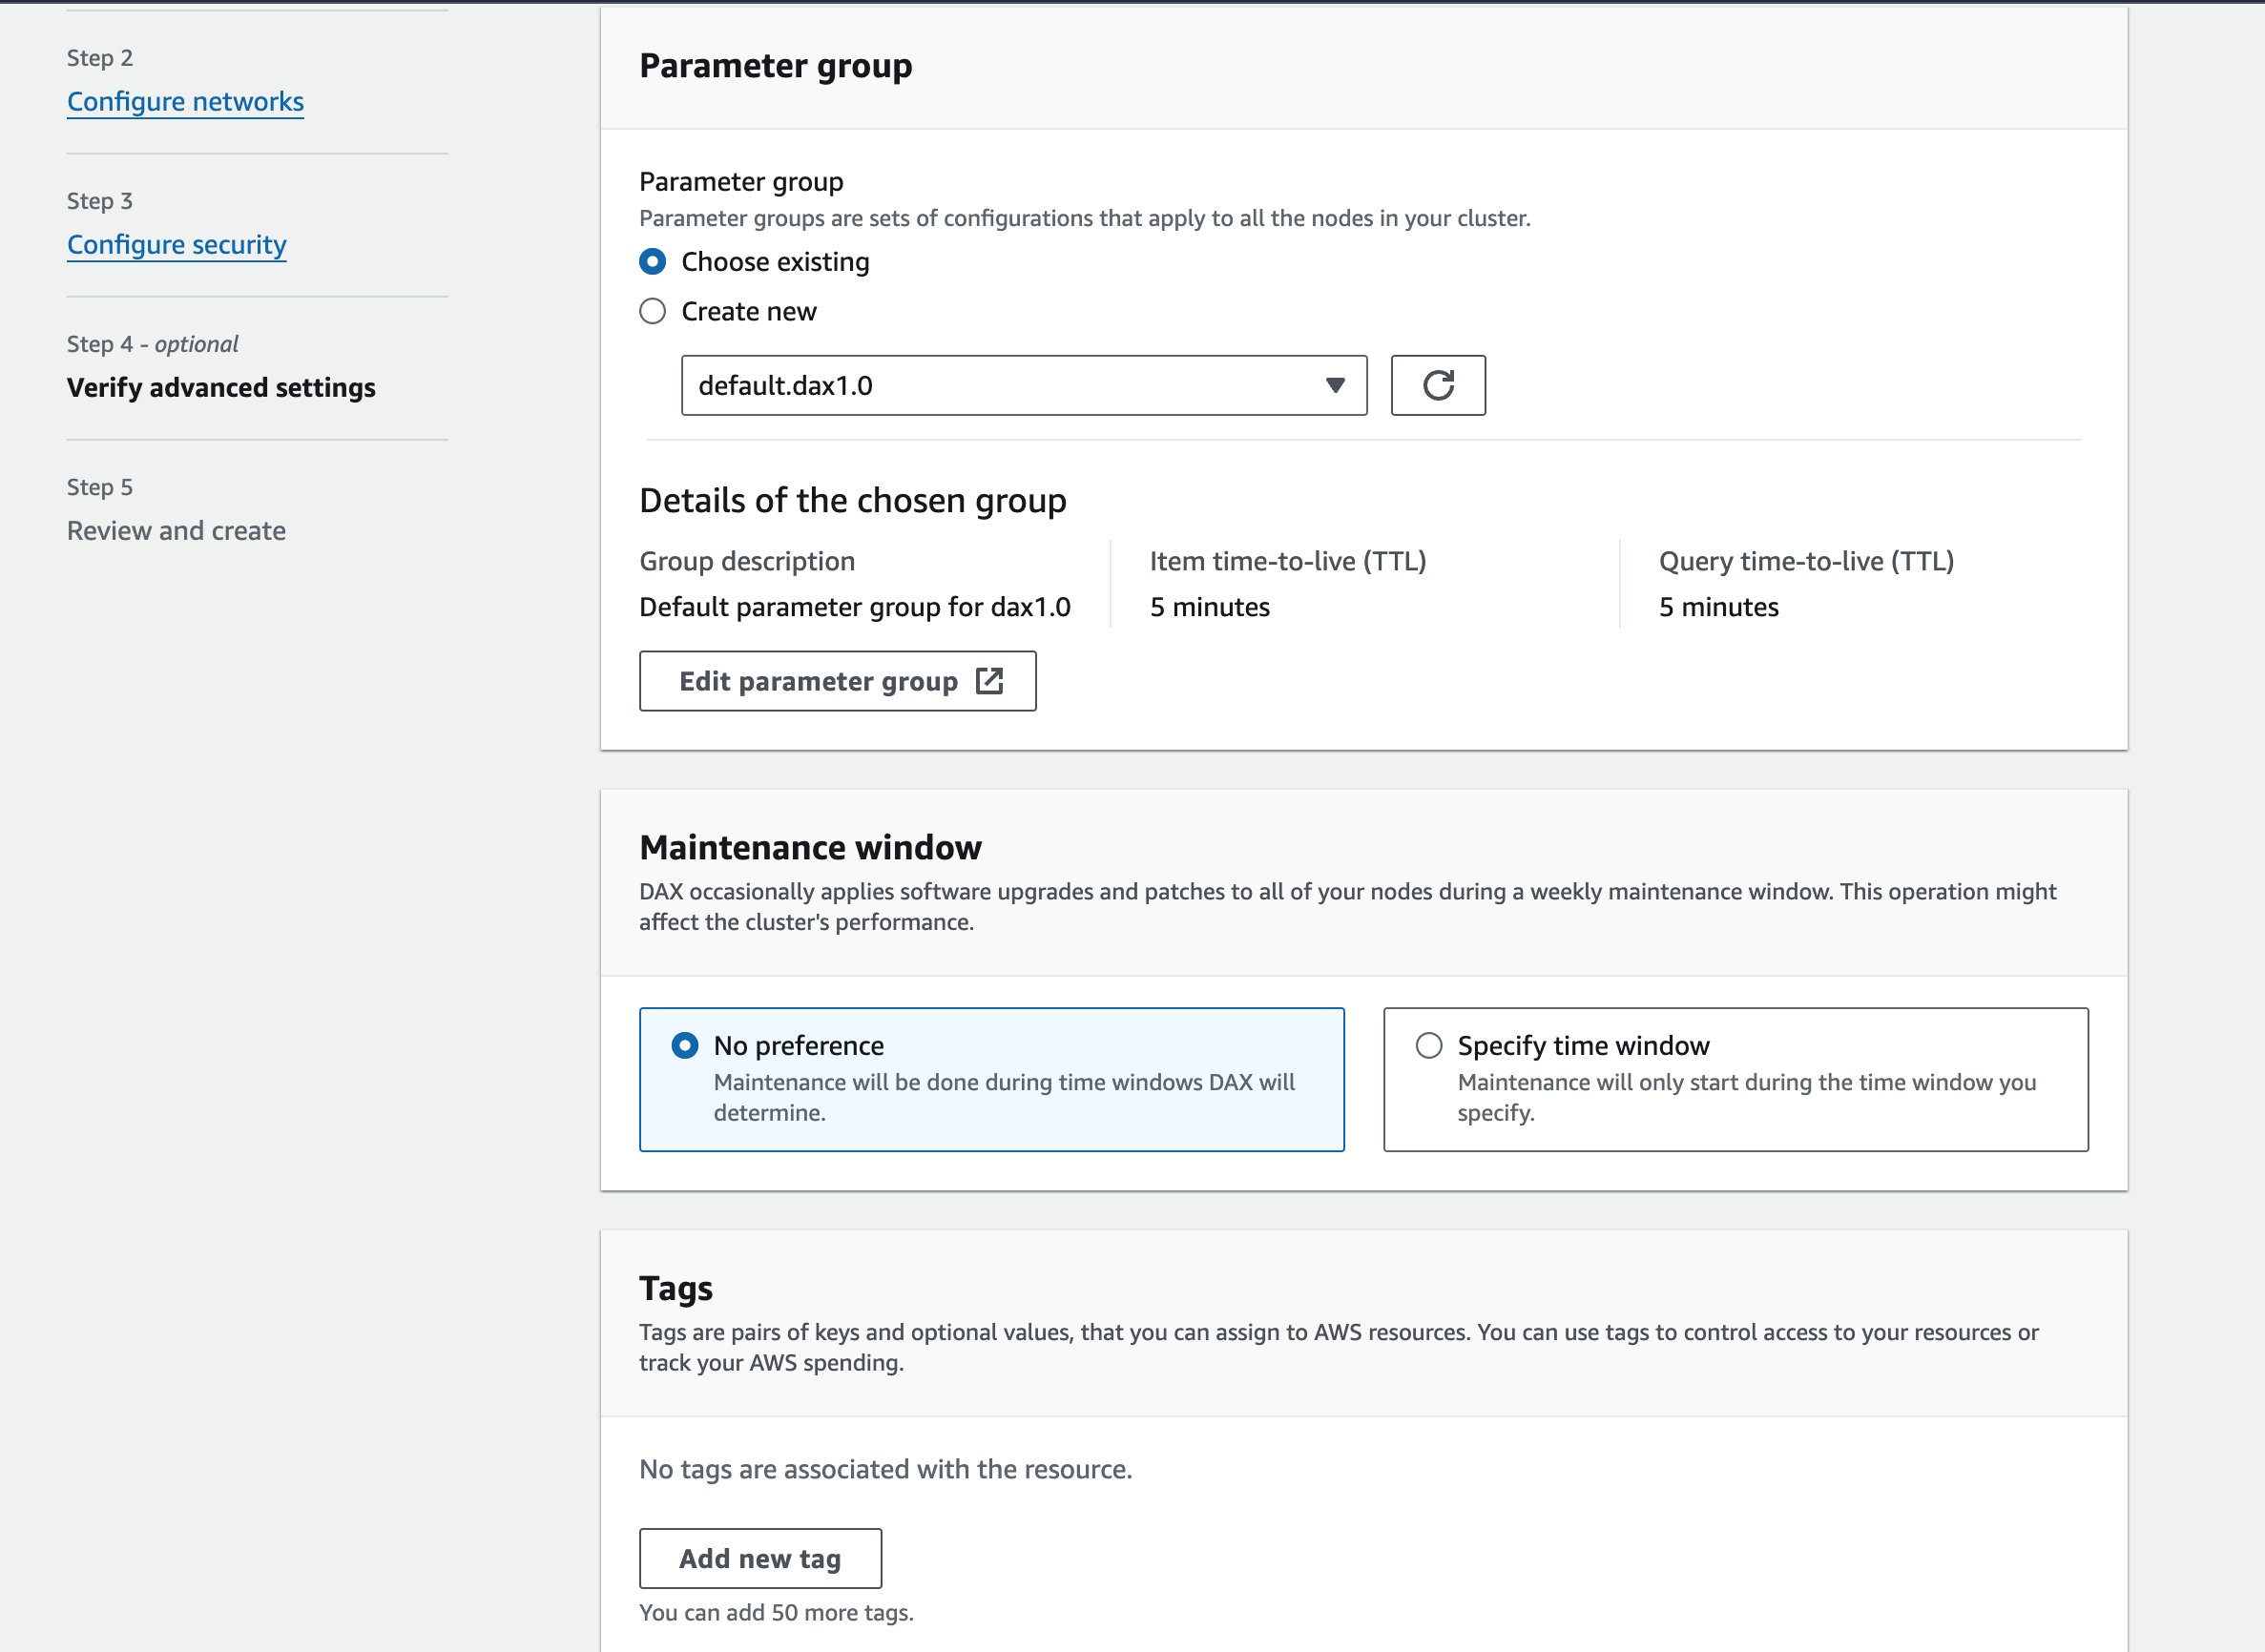 Step 2
Configure networks
Step 3
Configure security
Step 4 - optional
Verify advanced settings
Step 5
Review and create
Parameter group
Parameter group
Parameter groups are sets of configurations that apply to all the nodes in your cluster.
Choose existing
Create new
default.dax1.0
Details of the chosen group
Group description
Default parameter group for dax1.0
Item time-to-live (TTL)
5 minutes
Query time-to-live (TTL)
5 minutes
Edit parameter group
Maintenance window
DAX occasionally applies software upgrades and patches to all of your nodes during a weekly maintenance window. This operation might
affect the cluster's performance.
No preference
Maintenance will be done during time windows DAX will
determine.
Specify time window
Maintenance will only start during the time window you
specify.
Tags
Tags are pairs of keys and optional values, that you can assign to AWS resources. You can use tags to control access to your resources or
track your AWS spending.
No tags are associated with the resource.
Add new tag
You can add 50 more tags.